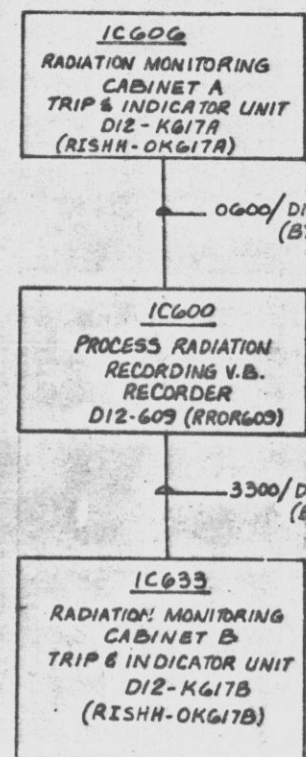 1C606
RADIATION MONITORING
CABINET A
TRIP & INDICATOR UNIT
D12-K617A
(RISHH-OK617A)
0600/D1
(B
1C600
PROCESS RADIATION
RECORDING V.B.
RECORDER
D12-609 (RROR609)
3300/D
1C633
RADIATION MONITORING
CABINET B
TRIP & INDICATOR UNIT
D12-K617B
(RISHH-OK617B)